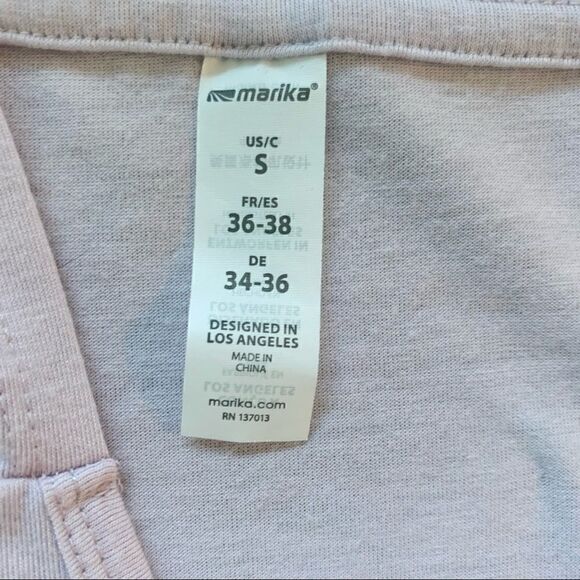 marika®
US/C
S
FR/ES
36-38
DE
34-36
DESIGNED IN
LOS ANGELES
MADE IN
CHINA
marika.com
RN 137013